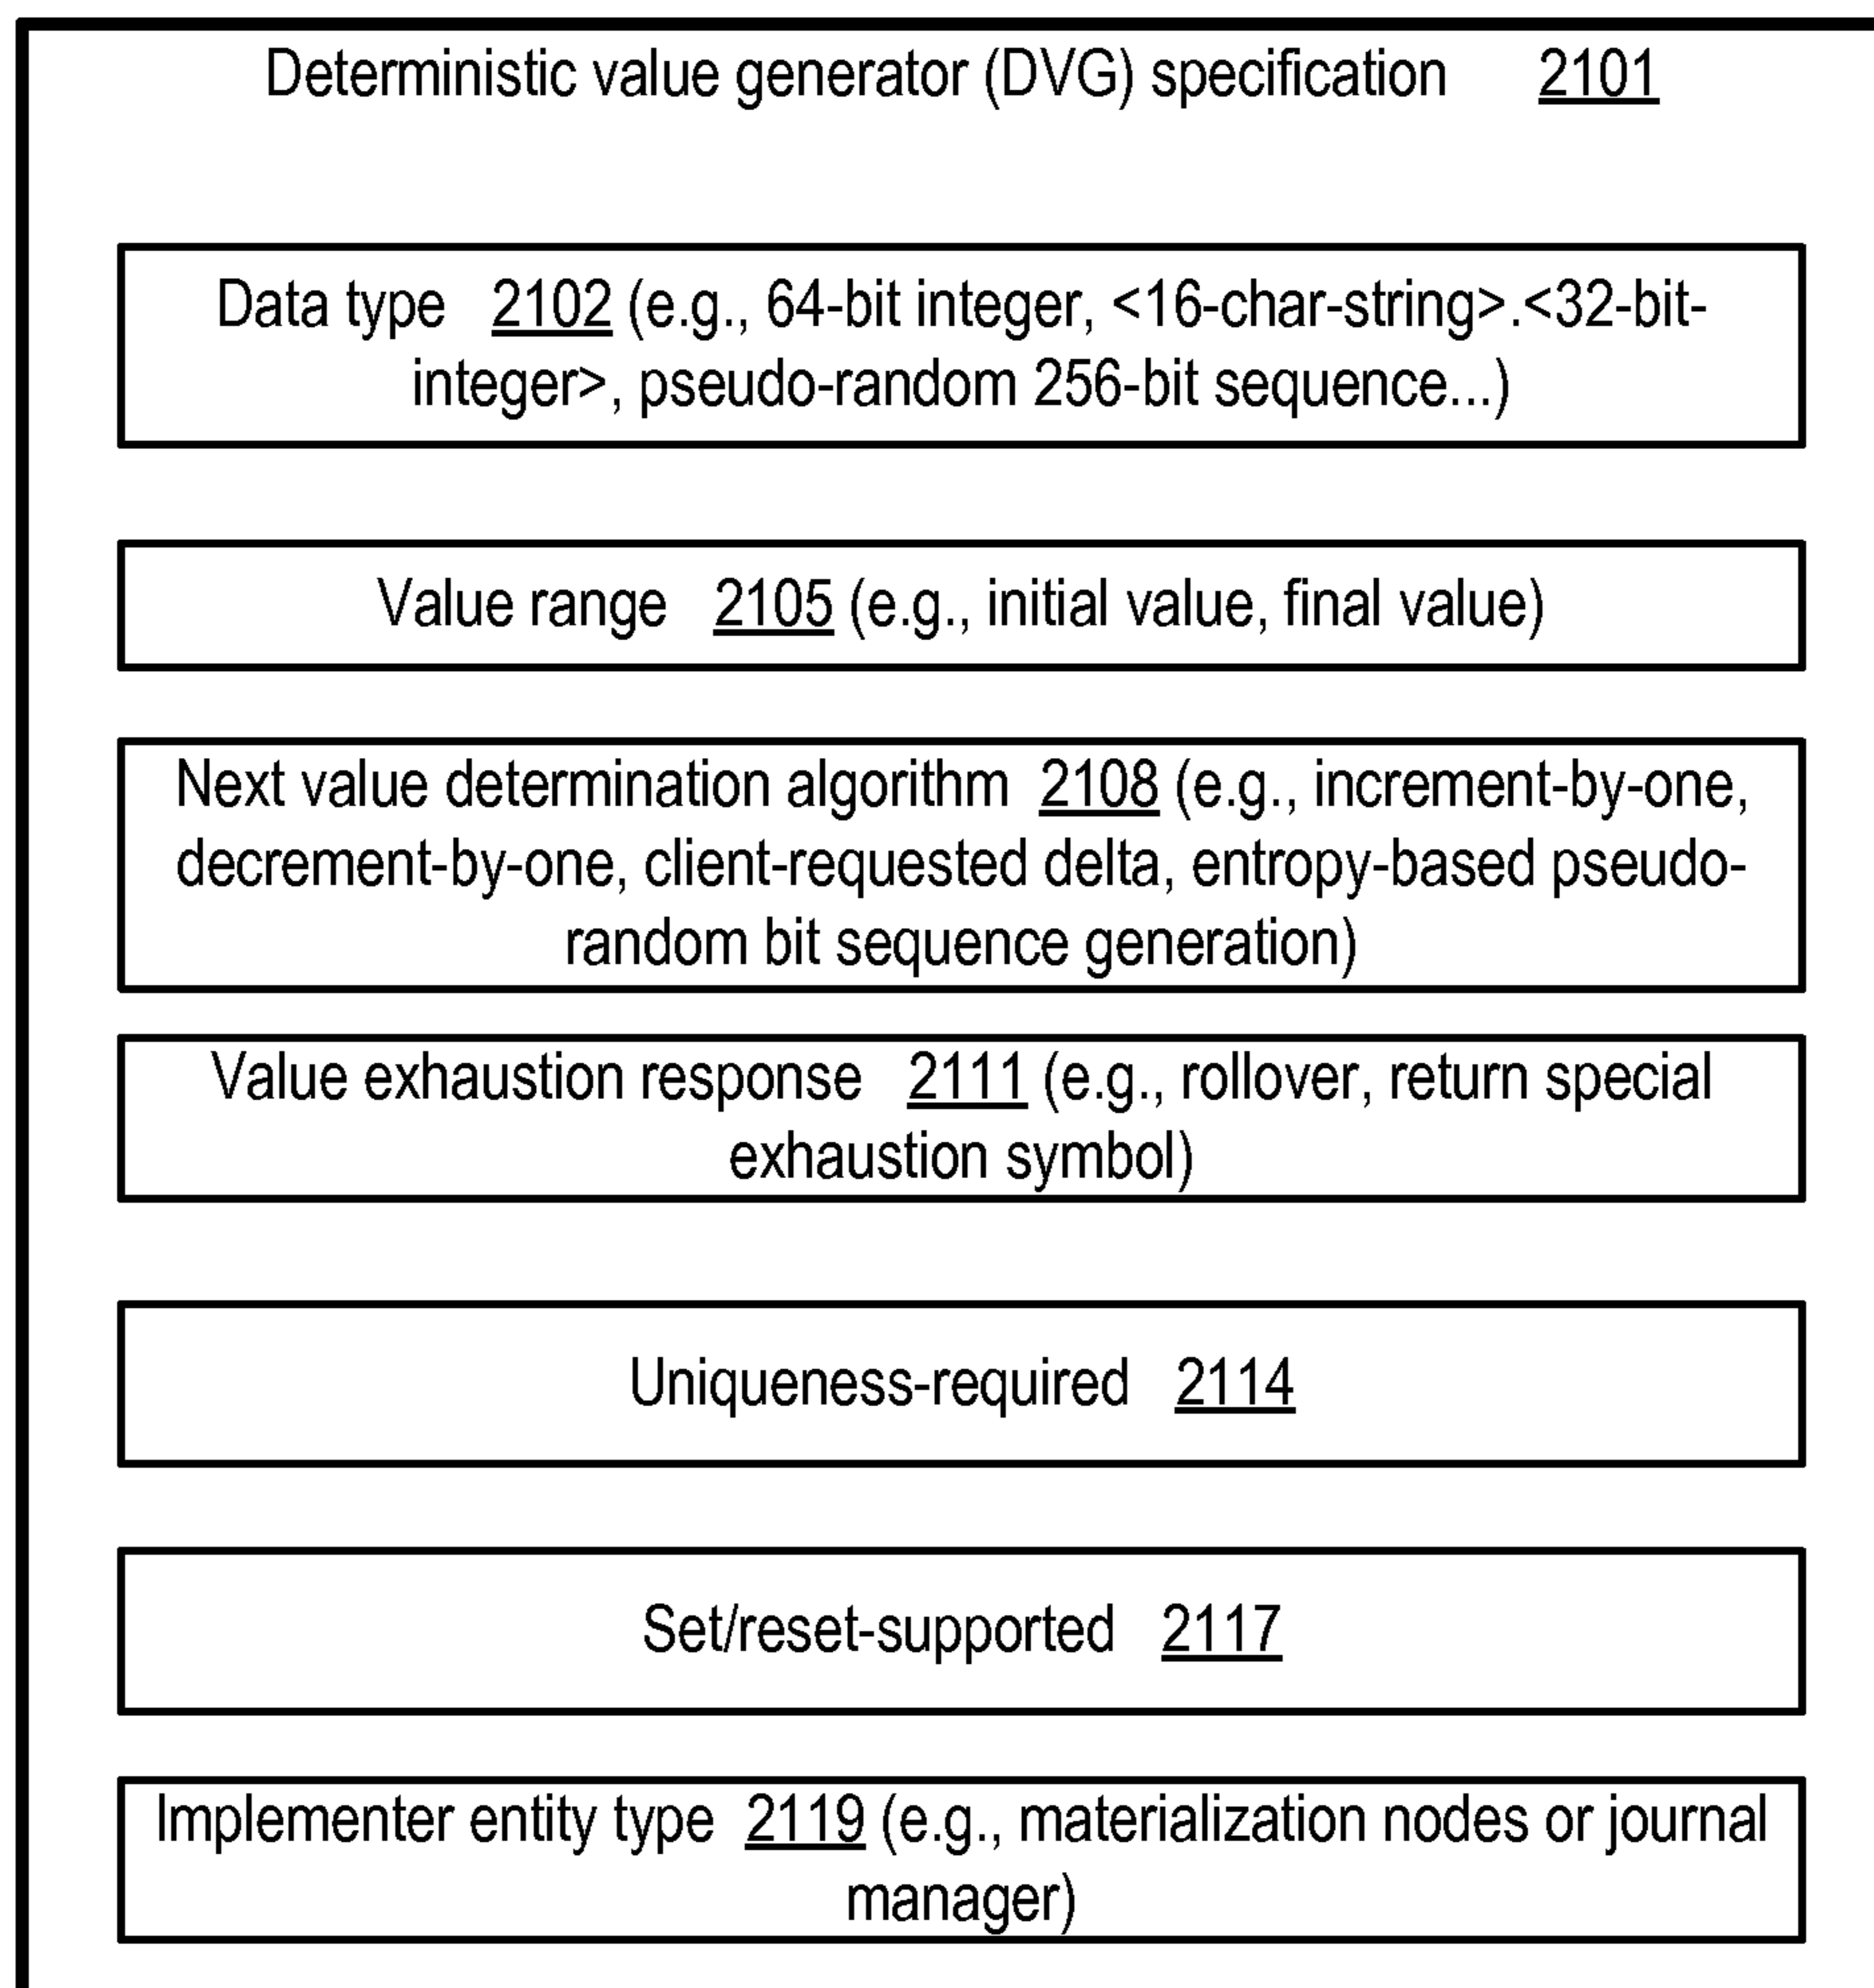 Deterministic value generator (DVG) specification 2101
Data type 2102 (e.g., 64-bit integer, <16-char-string>.<32-bit-
integer>, pseudo-random 256-bit sequence...)
Value range 2105 (e.g., initial value, final value)
Next value determination algorithm 2108 (e.g., increment-by-one,
decrement-by-one, client-requested delta, entropy-based pseudo-
random bit sequence generation)
Value exhaustion response 2111 (e.g., rollover, return special
exhaustion symbol)
Uniqueness-required 2114
Set/reset-supported 2117
Implementer entity type 2119 (e.g., materialization nodes or journal
manager)